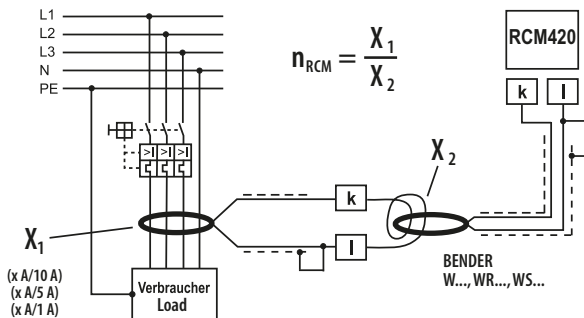 L1
L2
L3
N
PE
n RCM = X 1 / X 2
RCM420
k
l
>I >I >I
X 2
k
X 1
l
(x A/10 A)
(x A/5 A)
(x A/1 A)
Verbraucher
Load
BENDER
W..., WR..., WS...